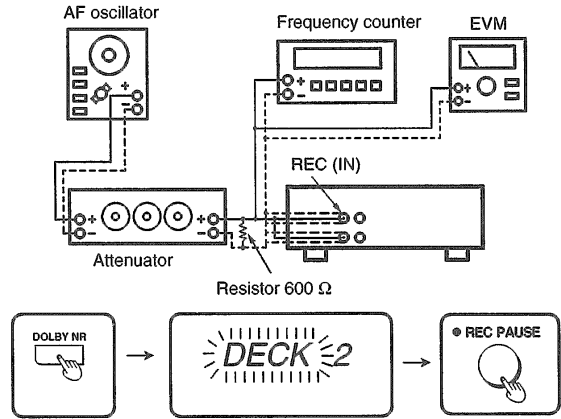 AF oscillator
Frequency counter
EVM
+
−
+
−
+
−
REC (IN)
+
−
+
−
Attenuator
Resistor 600 Ω
DOLBY NR
DECK 2
REC PAUSE